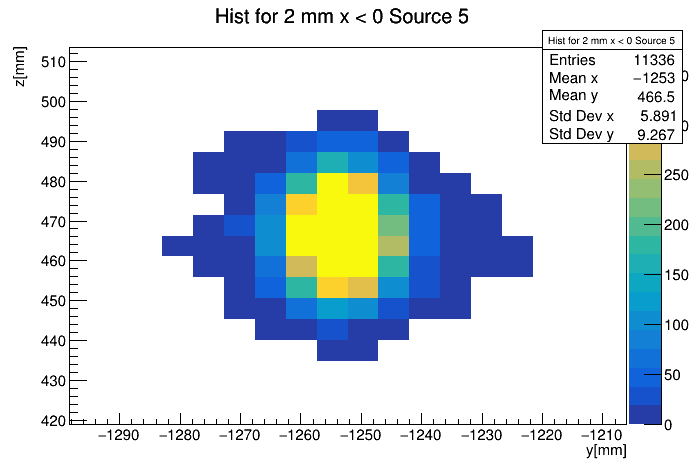 Hist for 2 mm x < 0 Source 5
z[mm]
510
500
490
480
470
460
450
440
430
420
−1290 −1280 −1270 −1260 −1250 −1240 −1230 −1220 −1210
y[mm]
Hist for 2 mm x < 0 Source 5
Entries 11336
Mean x −1253
Mean y 466.5
Std Dev x 5.891
Std Dev y 9.267
250
200
150
100
50
0